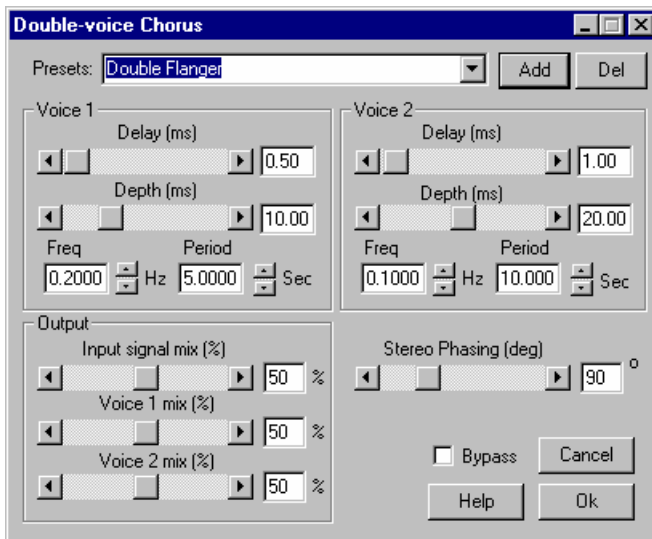 Double-voice Chorus
Presets: Double Flanger Add Del
Voice 1
Delay (ms)
0.50
Depth (ms)
10.00
Freq Period
0.2000 Hz 5.0000 Sec
Voice 2
Delay (ms)
1.00
Depth (ms)
20.00
Freq Period
0.1000 Hz 10.000 Sec
Output
Input signal mix (%)
50 %
Voice 1 mix (%)
50 %
Voice 2 mix (%)
50 %
Stereo Phasing (deg)
90 °
Bypass Cancel
Help Ok